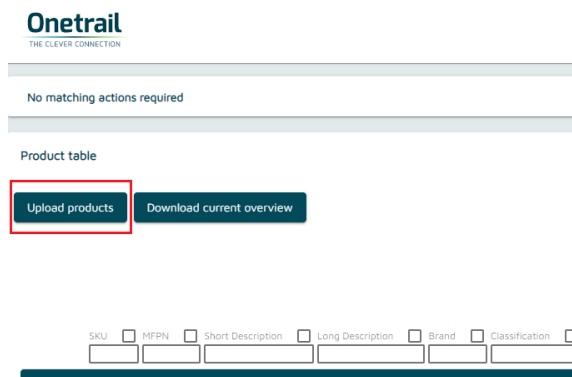 Onetrail
THE CLEVER CONNECTION
No matching actions required
Product table
Upload products Download current overview
SKU MFPN Short Description Long Description Brand Classification